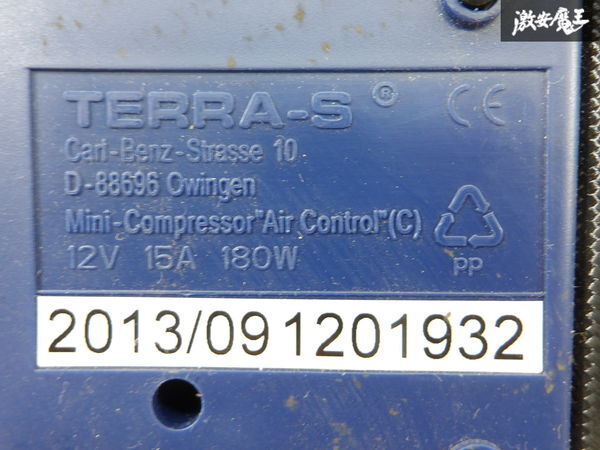 激安魔王
TERRA-S ® CE
Carl-Benz-Strasse 10
D-88696 Owingen
Mini-Compressor"Air Control"(C)
12V 15A 180W
PP
2013/091201932